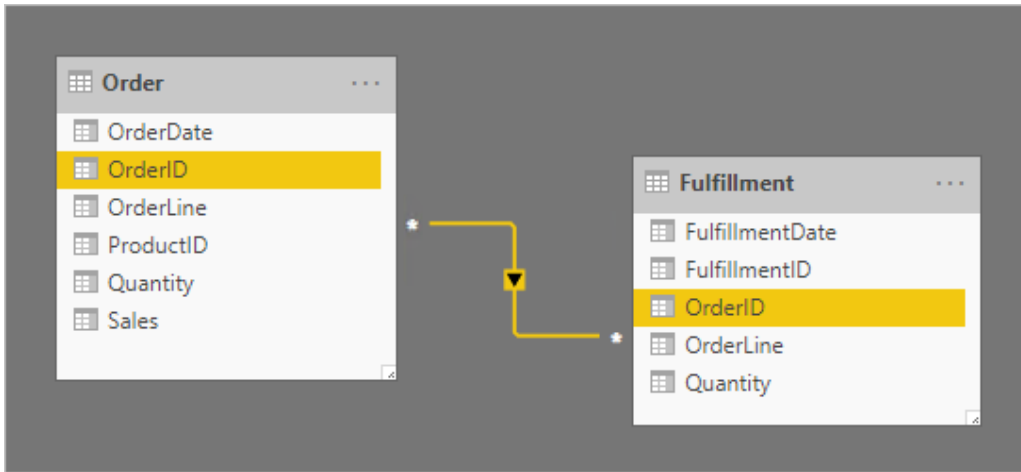 Order
OrderDate
OrderID
OrderLine
ProductID
Quantity
Sales
*
*
Fulfillment
FulfillmentDate
FulfillmentID
OrderID
OrderLine
Quantity